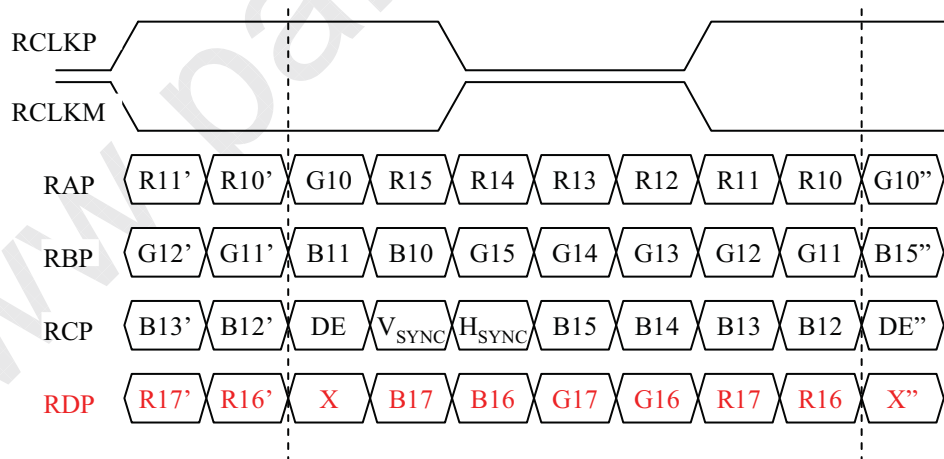 RCLKP
RCLKM
RAP R11’ R10’ G10 R15 R14 R13 R12 R11 R10 G10”
RBP G12’ G11’ B11 B10 G15 G14 G13 G12 G11 B15”
RCP B13’ B12’ DE VSYNC HSYNC B15 B14 B13 B12 DE”
RDP R17’ R16’ X B17 B16 G17 G16 R17 R16 X”